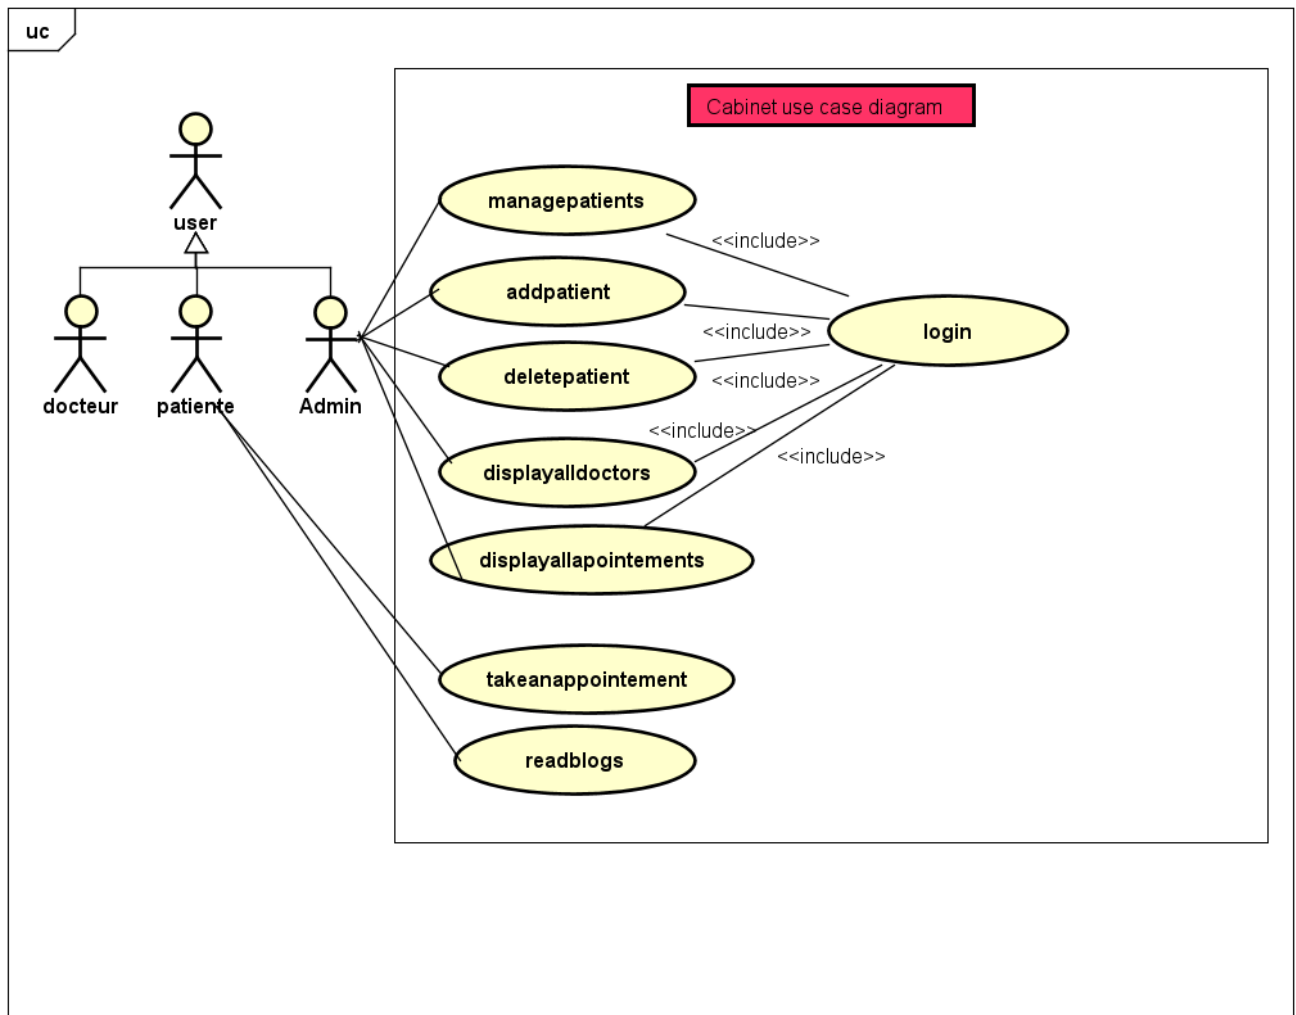 uc
Cabinet use case diagram
user
docteur
patiente
Admin
managepatients
<<include>>
addpatient
<<include>>
login
deletepatient
<<include>>
<<include>>
displayalldoctors
<<include>>
displayallapointements
takeanappointement
readblogs